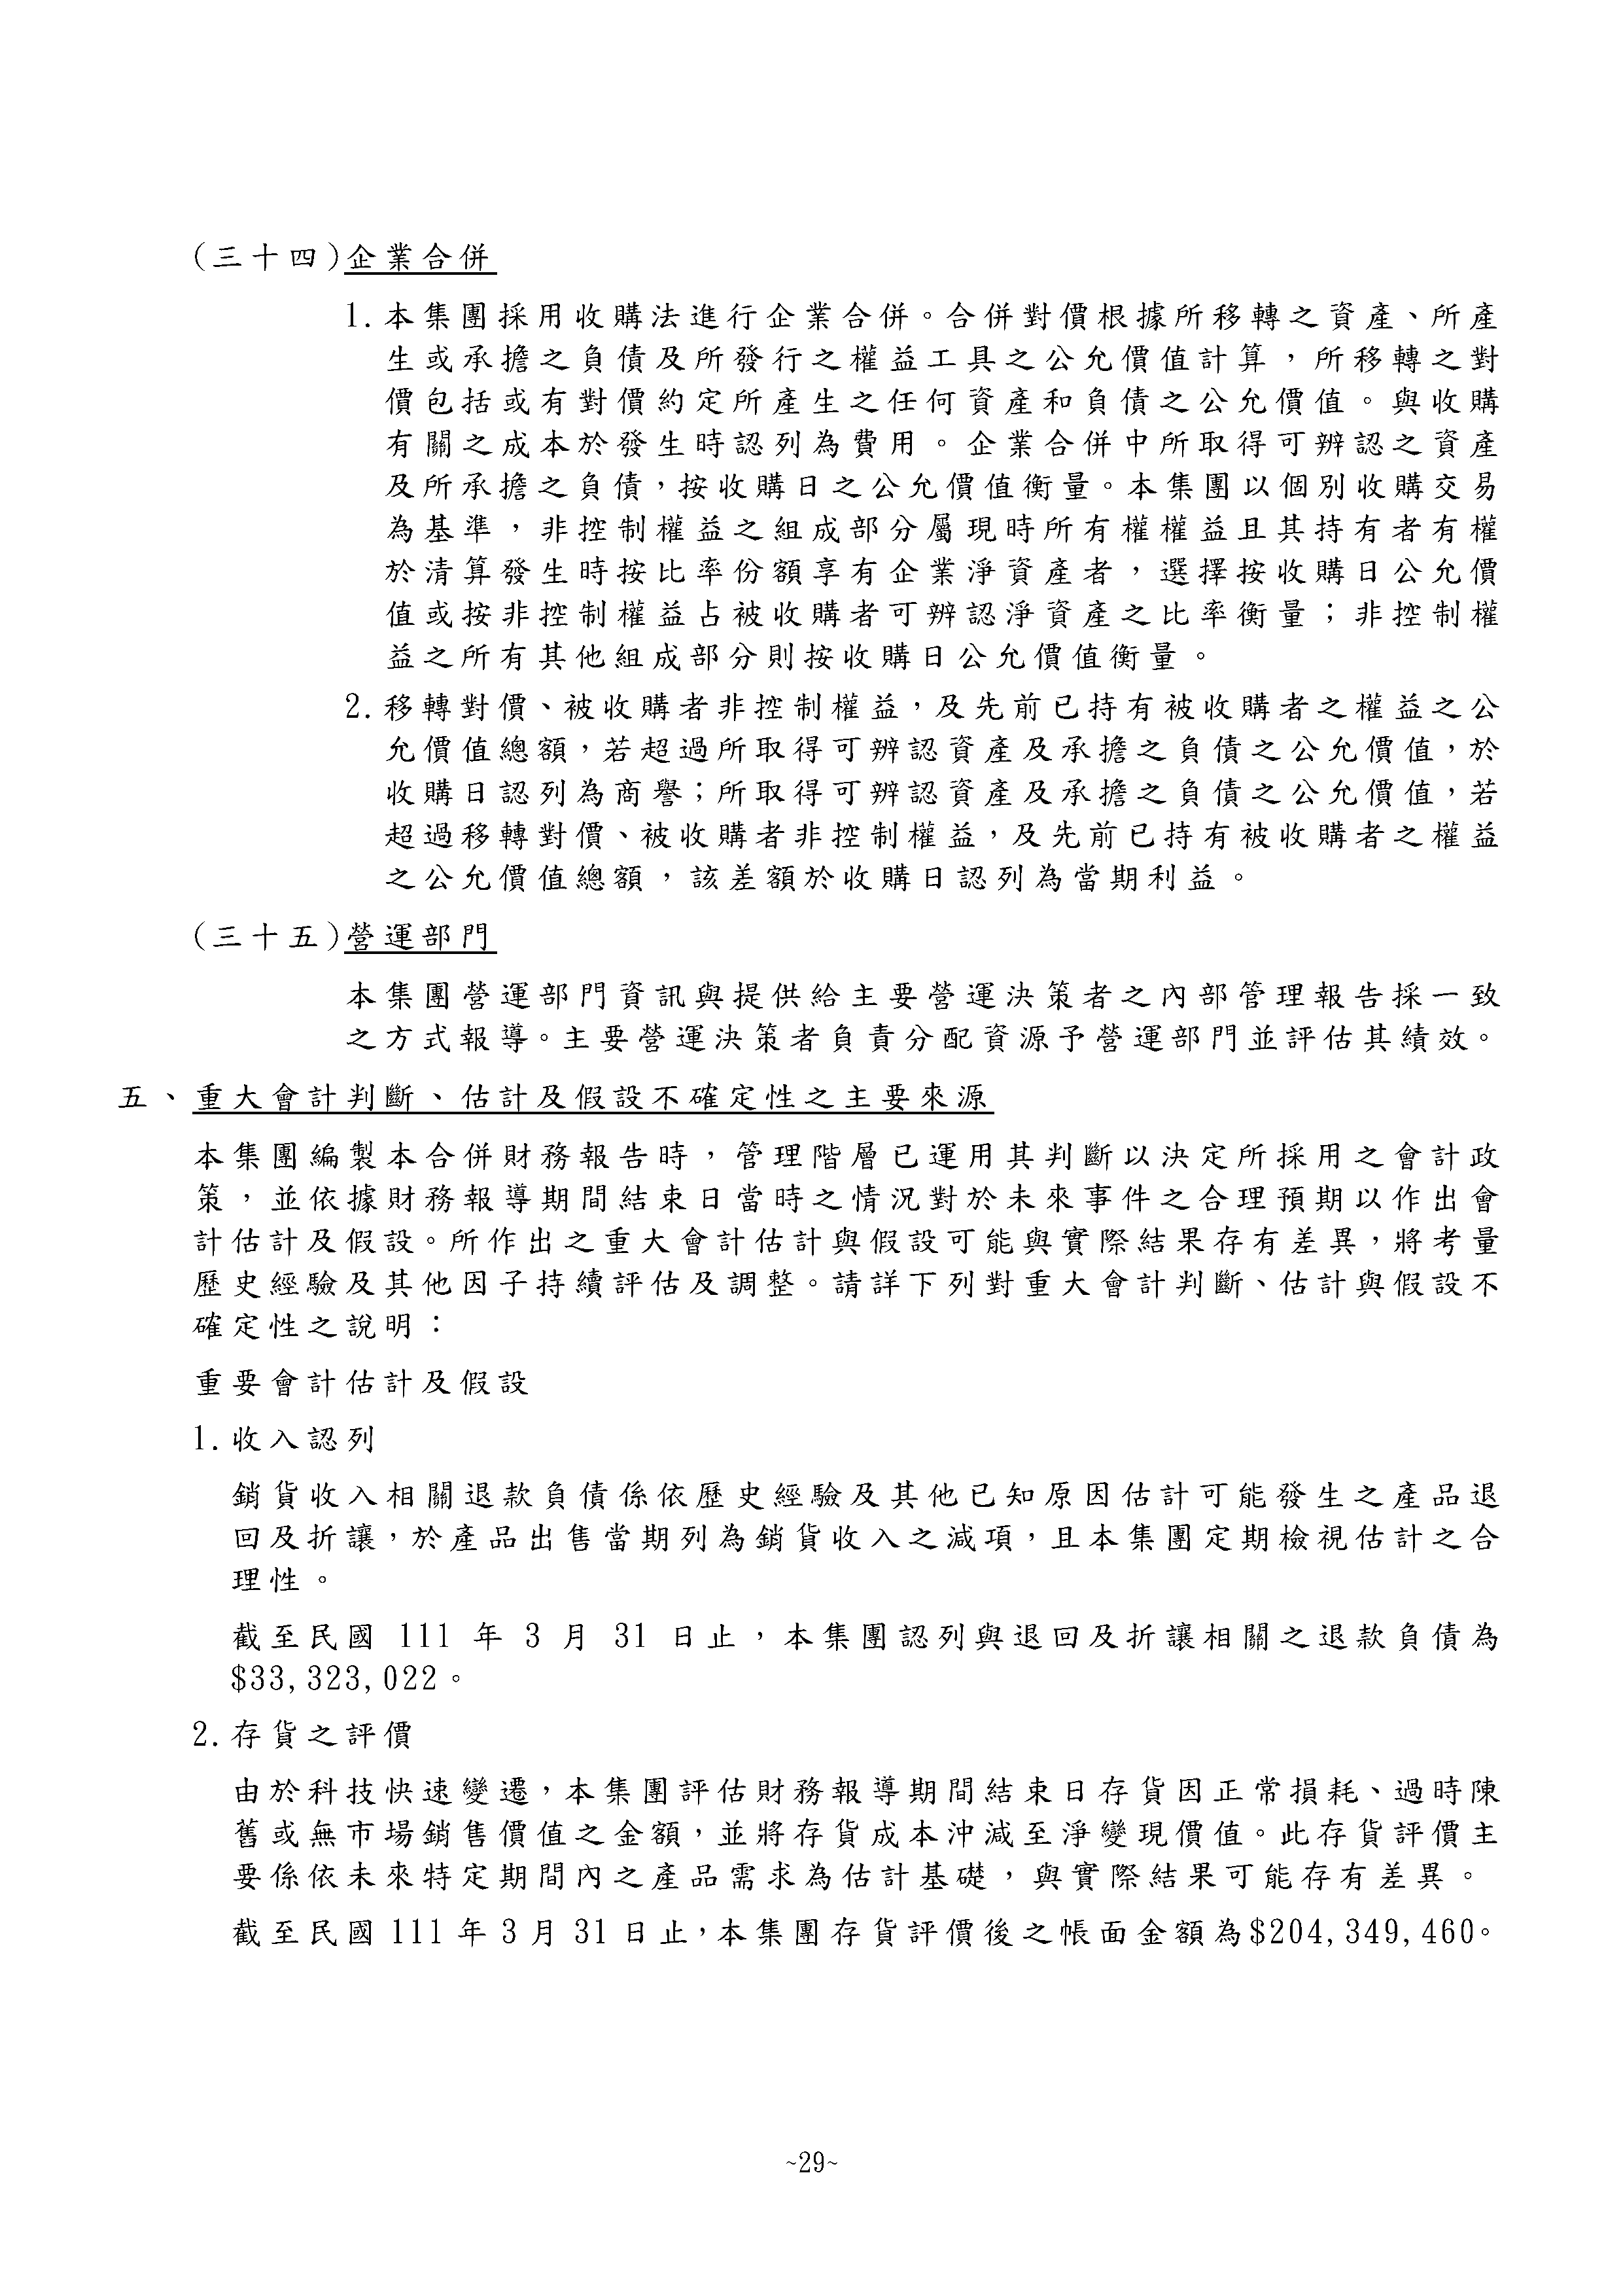 (三十四)企業合併
1.本集團採用收購法進行企業合併。合併對價根據所移轉之資產、所產
生或承擔之負債及所發行之權益工具之公允價值計算，所移轉之對
價包括或有對價約定所產生之任何資產和負債之公允價值。與收購
有關之成本於發生時認列為費用。企業合併中所取得可辨認之資產
及所承擔之負債，按收購日之公允價值衡量。本集團以個別收購交易
為基準，非控制權益之組成部分屬現時所有權權益且其持有者有權
於清算發生時按比率份額享有企業淨資產者，選擇按收購日公允價
值或按非控制權益占被收購者可辨認淨資產之比率衡量；非控制權
益之所有其他組成部分則按收購日公允價值衡量。
2.移轉對價、被收購者非控制權益，及先前已持有被收購者之權益之公
允價值總額，若超過所取得可辨認資產及承擔之負債之公允價值，於
收購日認列為商譽；所取得可辨認資產及承擔之負債之公允價值，若
超過移轉對價、被收購者非控制權益，及先前已持有被收購者之權益
之公允價值總額，該差額於收購日認列為當期利益。
(三十五)營運部門
本集團營運部門資訊與提供給主要營運決策者之內部管理報告採一致
之方式報導。主要營運決策者負責分配資源予營運部門並評估其績效。
五、重大會計判斷、估計及假設不確定性之主要來源
本集團編製本合併財務報告時，管理階層已運用其判斷以決定所採用之會計政
策，並依據財務報導期間結束日當時之情況對於未來事件之合理預期以作出會
計估計及假設。所作出之重大會計估計與假設可能與實際結果存有差異，將考量
歷史經驗及其他因子持續評估及調整。請詳下列對重大會計判斷、估計與假設不
確定性之說明：
重要會計估計及假設
1.收入認列
銷貨收入相關退款負債係依歷史經驗及其他已知原因估計可能發生之產品退
回及折讓，於產品出售當期列為銷貨收入之減項，且本集團定期檢視估計之合
理性。
截至民國 111 年 3 月 31 日止，本集團認列與退回及折讓相關之退款負債為
$33,323,022。
2.存貨之評價
由於科技快速變遷，本集團評估財務報導期間結束日存貨因正常損耗、過時陳
舊或無市場銷售價值之金額，並將存貨成本沖減至淨變現價值。此存貨評價主
要係依未來特定期間內之產品需求為估計基礎，與實際結果可能存有差異。
截至民國 111 年 3 月 31 日止，本集團存貨評價後之帳面金額為$204,349,460。
~29~